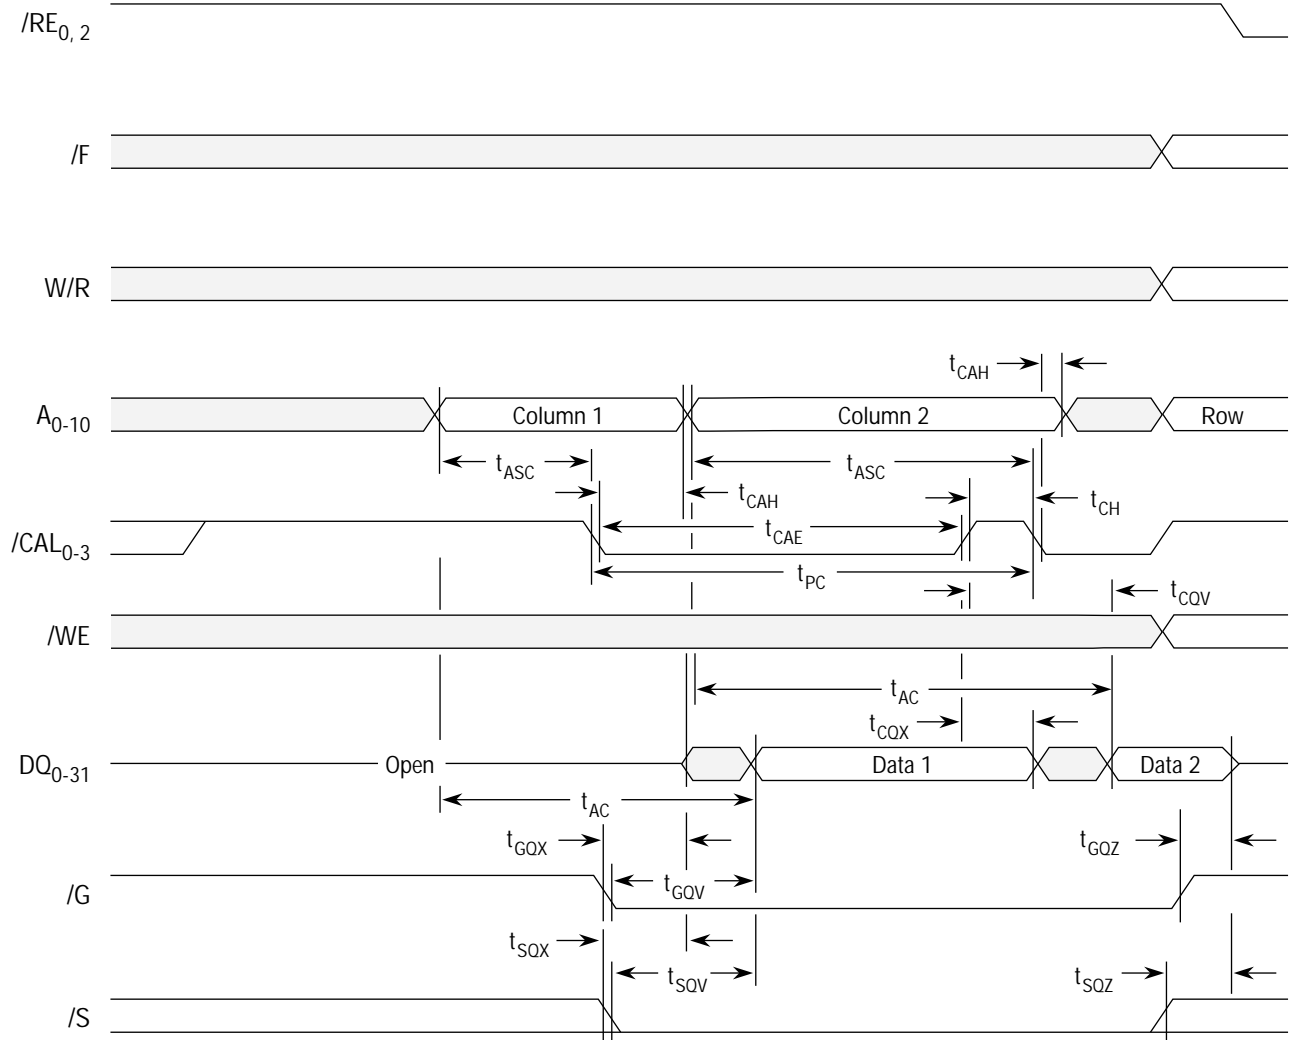 /RE0, 2
/F
W/R
tCAH
A0-10
Column 1
Column 2
Row
tASC
tASC
tCAH
tCH
/CAL0-3
tCAE
tPC
tCQV
/WE
tAC
tCQX
DQ0-31
Open
Data 1
Data 2
tAC
tGQX
tGQZ
/G
tGQV
tSQX
tSQV
tSQZ
/S